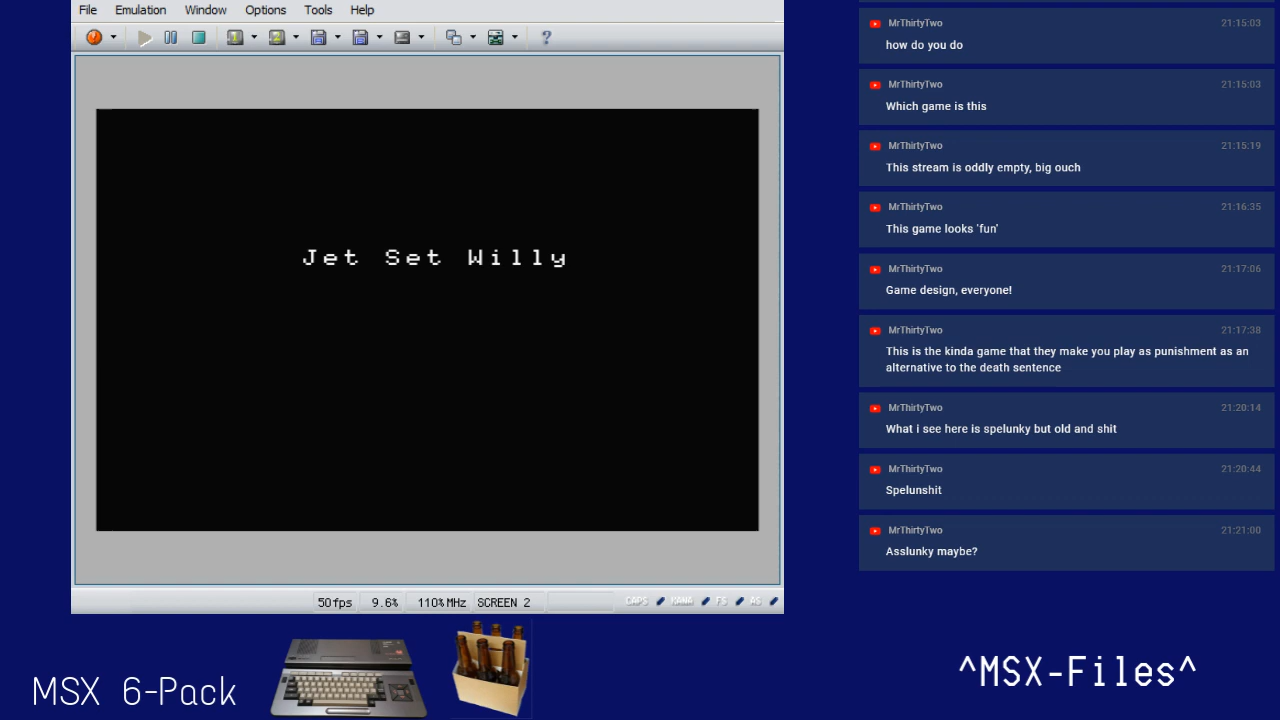 File Emulation Window Options Tools Help
Jet Set Willy
50fps 9.6% 110%MHz SCREEN 2 CAPS KANA FS AS
MSX 6-Pack
MrThirtyTwo 21:15:03
how do you do
MrThirtyTwo 21:15:03
Which game is this
MrThirtyTwo 21:15:19
This stream is oddly empty, big ouch
MrThirtyTwo 21:16:35
This game looks 'fun'
MrThirtyTwo 21:17:06
Game design, everyone!
MrThirtyTwo 21:17:38
This is the kinda game that they make you play as punishment as an
alternative to the death sentence
MrThirtyTwo 21:20:14
What i see here is spelunky but old and shit
MrThirtyTwo 21:20:44
Spelunshit
MrThirtyTwo 21:21:00
Asslunky maybe?
^MSX-Files^